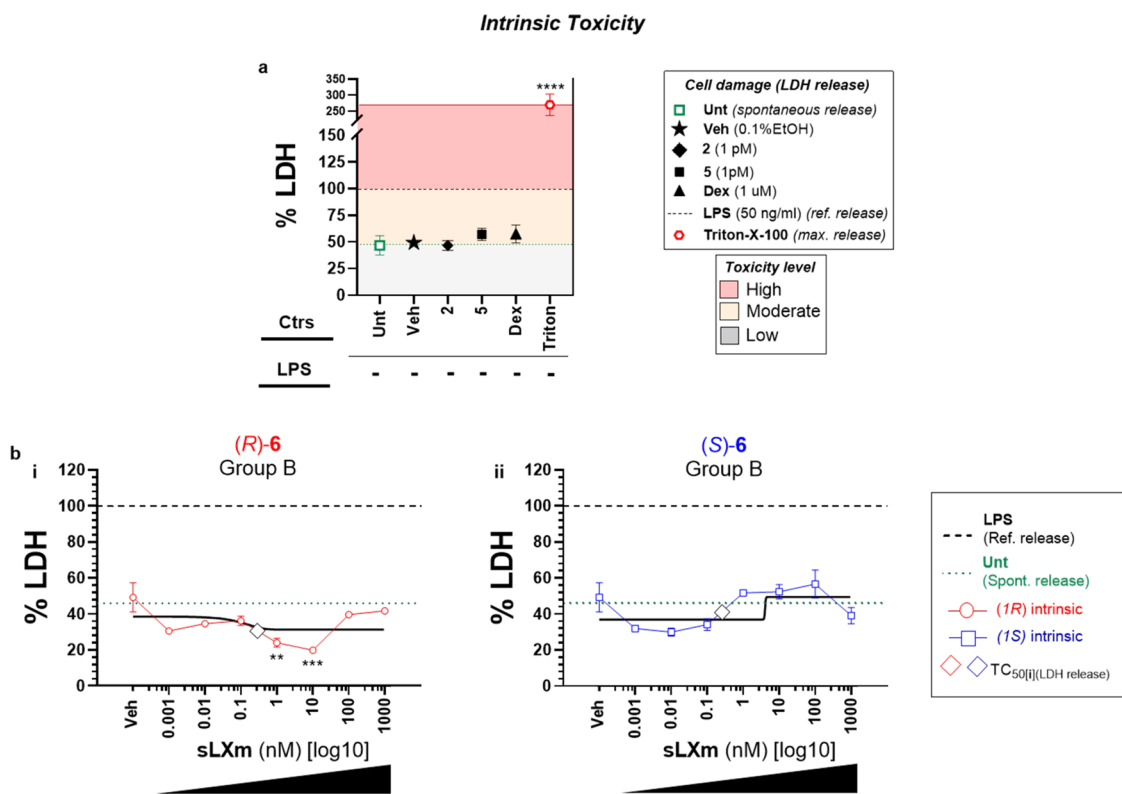 Intrinsic Toxicity
a
% LDH
350
300
250
150
100
75
50
25
0
****
Unt
Veh
2
5
Dex
Triton
Ctrs
LPS
- - - - - -
Cell damage (LDH release)
Unt (spontaneous release)
Veh (0.1%EtOH)
2 (1 pM)
5 (1pM)
Dex (1 uM)
LPS (50 ng/ml) (ref. release)
Triton-X-100 (max. release)
Toxicity level
High
Moderate
Low
b
i
(R)-6
Group B
% LDH
120
100
80
60
40
20
0
**
***
Veh
0.001
0.01
0.1
1
10
100
1000
sLXm (nM) [log10]
ii
(S)-6
Group B
% LDH
120
100
80
60
40
20
0
Veh
0.001
0.01
0.1
1
10
100
1000
sLXm (nM) [log10]
LPS
(Ref. release)
Unt
(Spont. release)
(1R) intrinsic
(1S) intrinsic
TC50[i](LDH release)